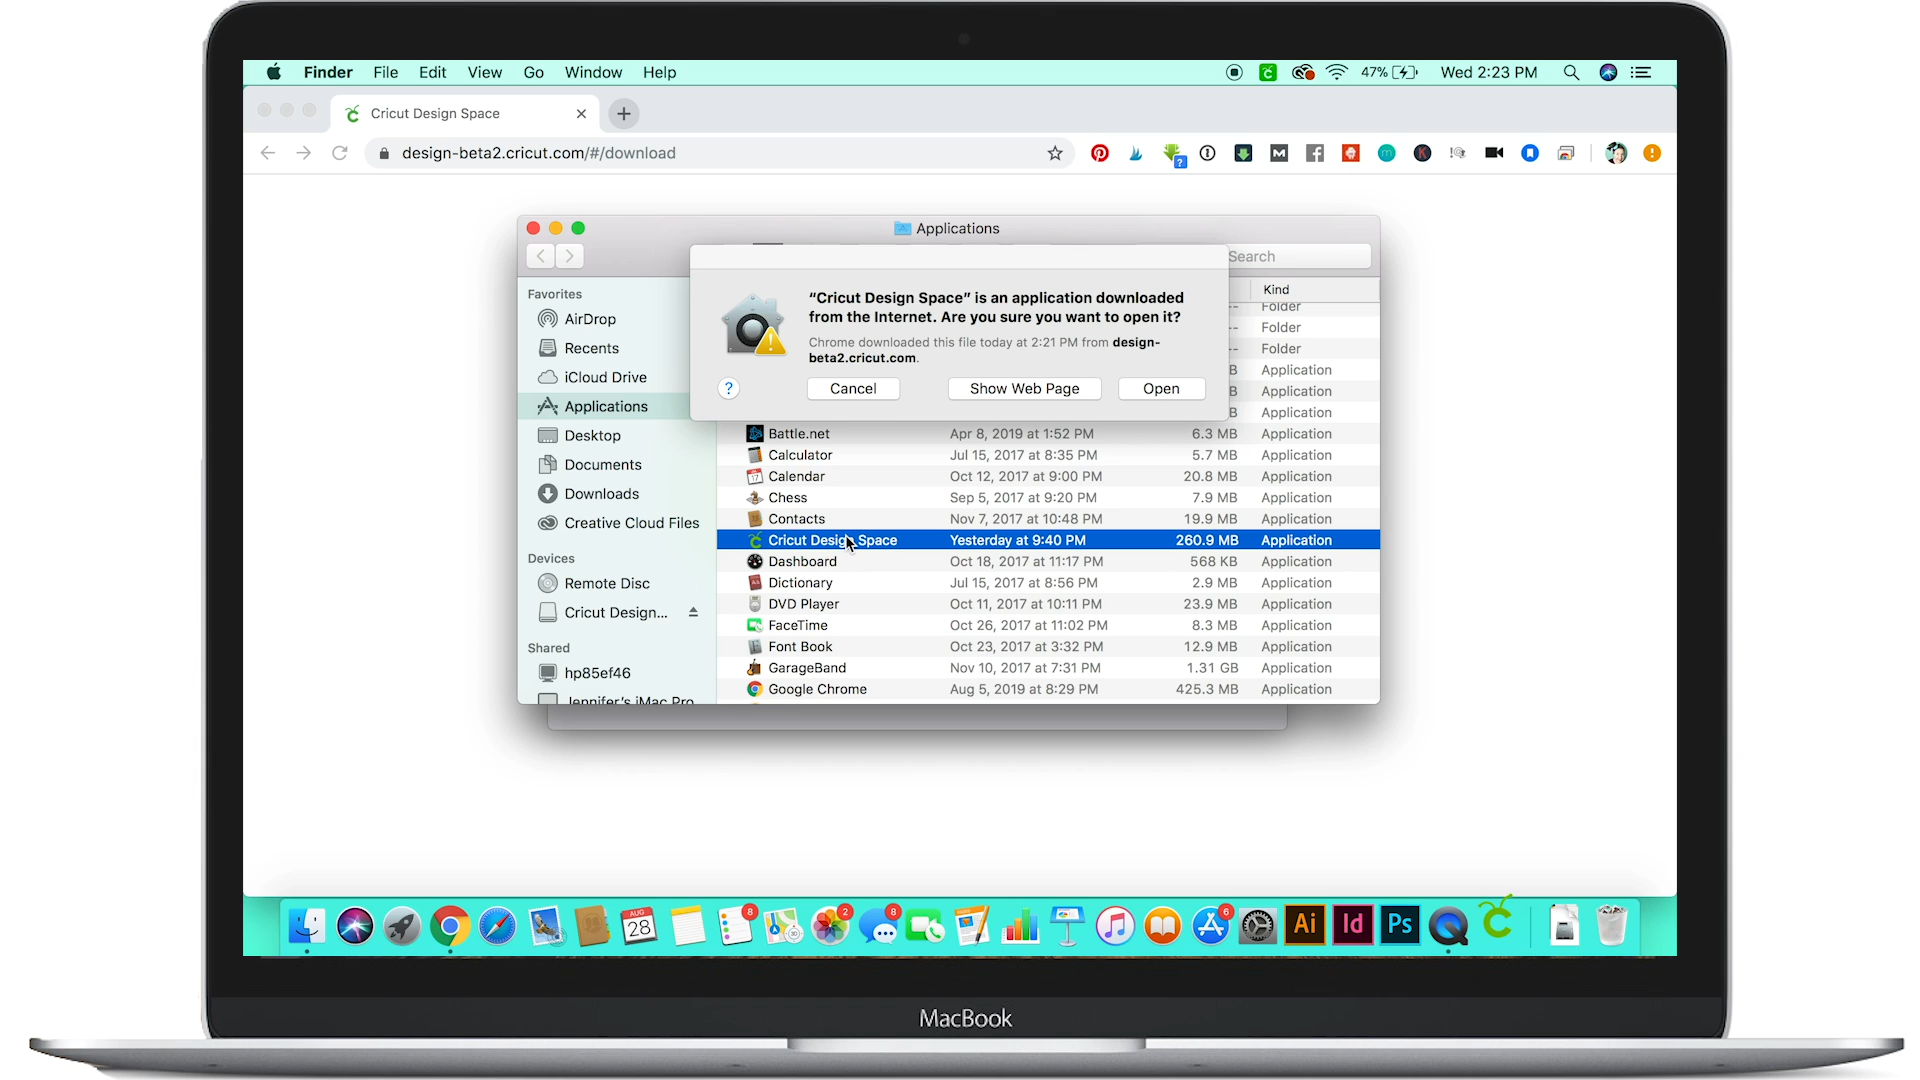 Finder File Edit View Go Window Help 47% Wed 2:23 PM
Cricut Design Space
design-beta2.cricut.com/#/download
Applications
Search
“Cricut Design Space” is an application downloaded
from the Internet. Are you sure you want to open it?
Chrome downloaded this file today at 2:21 PM from design-
beta2.cricut.com.
? Cancel Show Web Page Open
Favorites
AirDrop
Recents
iCloud Drive
Applications
Desktop
Documents
Downloads
Creative Cloud Files
Devices
Remote Disc
Cricut Design...
Shared
hp85ef46
Jennifer's iMac Pro
Kind
-- Folder
-- Folder
-- Folder
B Application
B Application
B Application
Battle.net Apr 8, 2019 at 1:52 PM 6.3 MB Application
Calculator Jul 15, 2017 at 8:35 PM 5.7 MB Application
Calendar Oct 12, 2017 at 9:00 PM 20.8 MB Application
Chess Sep 5, 2017 at 9:20 PM 7.9 MB Application
Contacts Nov 7, 2017 at 10:48 PM 19.9 MB Application
Cricut Design Space Yesterday at 9:40 PM 260.9 MB Application
Dashboard Oct 18, 2017 at 11:17 PM 568 KB Application
Dictionary Jul 15, 2017 at 8:56 PM 2.9 MB Application
DVD Player Oct 11, 2017 at 10:11 PM 23.9 MB Application
FaceTime Oct 26, 2017 at 11:02 PM 8.3 MB Application
Font Book Oct 23, 2017 at 3:32 PM 12.9 MB Application
GarageBand Nov 10, 2017 at 7:31 PM 1.31 GB Application
Google Chrome Aug 5, 2019 at 8:29 PM 425.3 MB Application
AUG 28 8 2 8 6 Ai Id Ps
MacBook